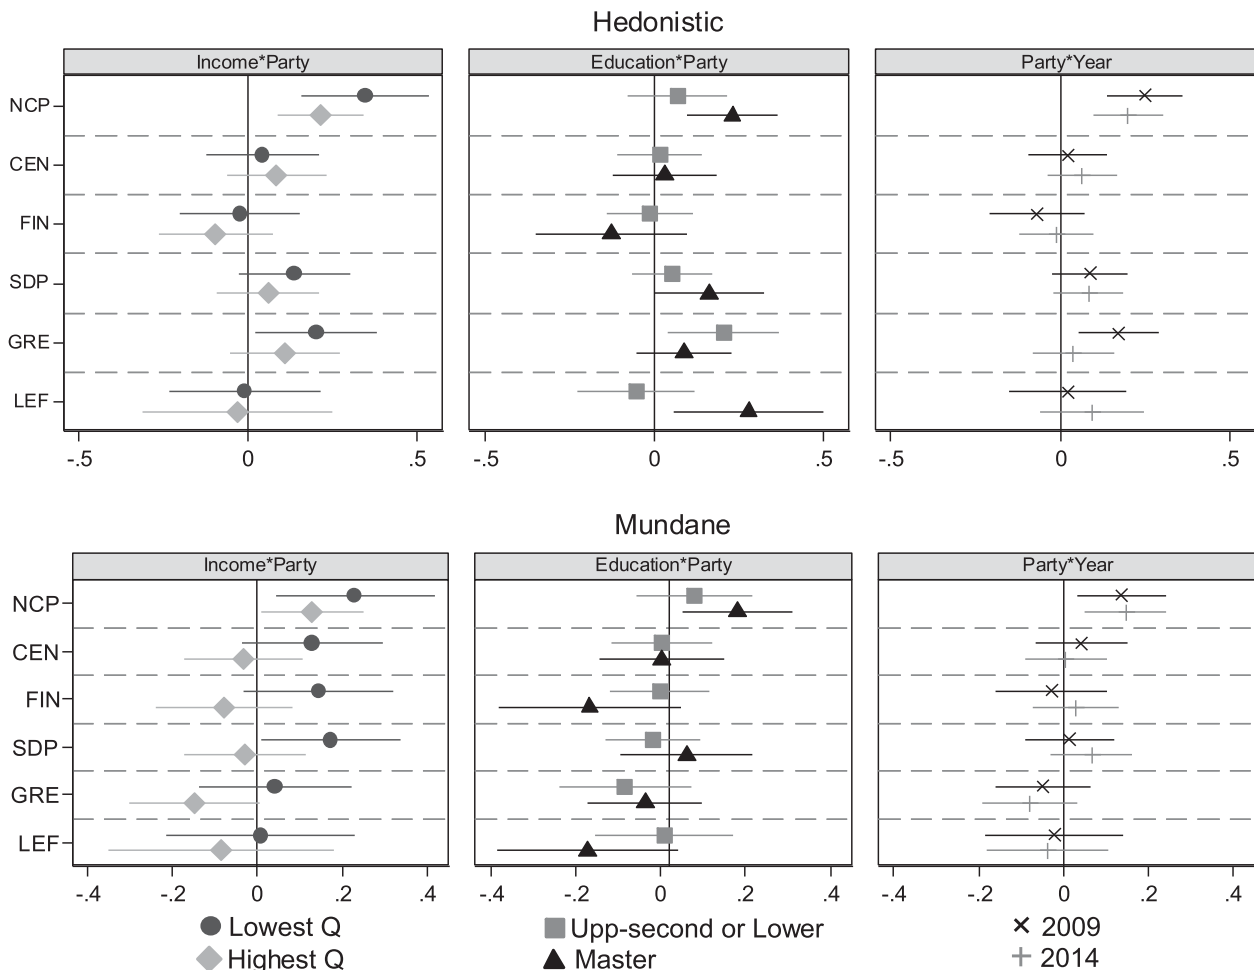 Hedonistic
Income*Party Education*Party Party*Year
NCP
CEN
FIN
SDP
GRE
LEF
-.5 0 .5 -.5 0 .5 -.5 0 .5
Mundane
Income*Party Education*Party Party*Year
NCP
CEN
FIN
SDP
GRE
LEF
-.4 -.2 0 .2 .4 -.4 -.2 0 .2 .4 -.4 -.2 0 .2 .4
Lowest Q Upp-second or Lower 2009
Highest Q Master 2014